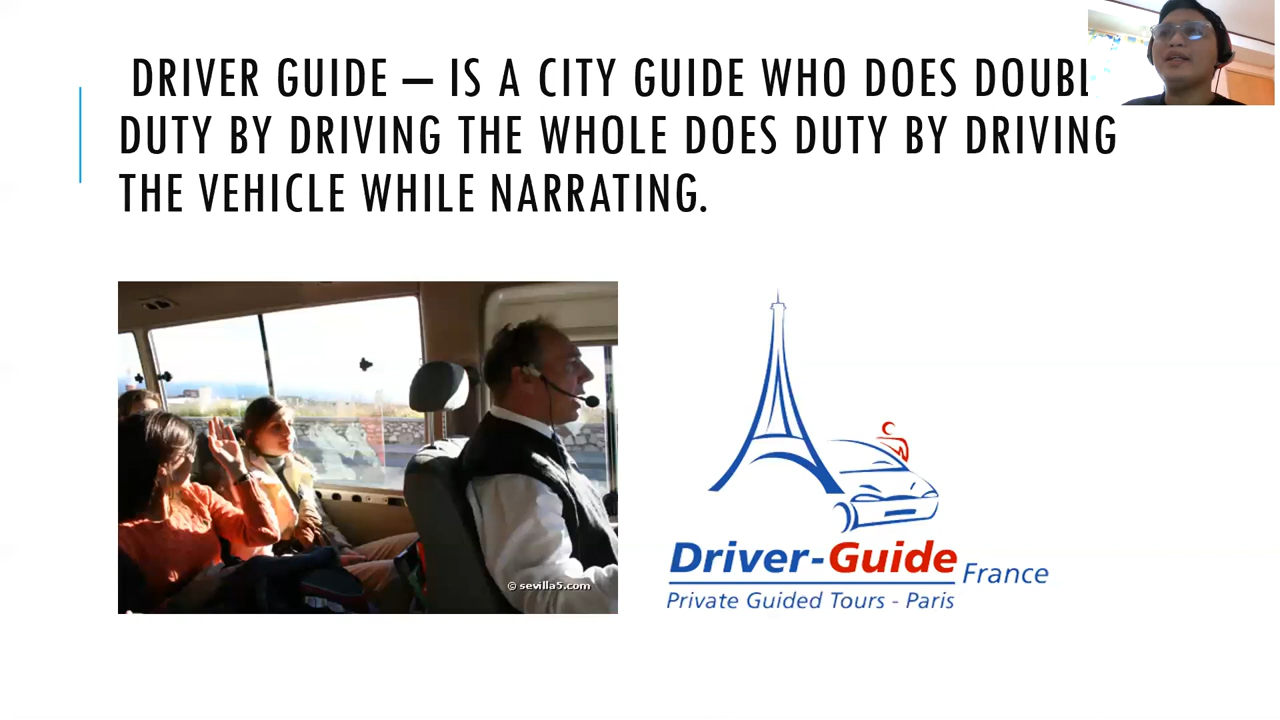 DRIVER GUIDE – IS A CITY GUIDE WHO DOES
DUTY BY DRIVING THE WHOLE DOES DUTY BY DRIVING
THE VEHICLE WHILE NARRATING.
© sevilla5.com
Driver-Guide France
Private Guided Tours - Paris